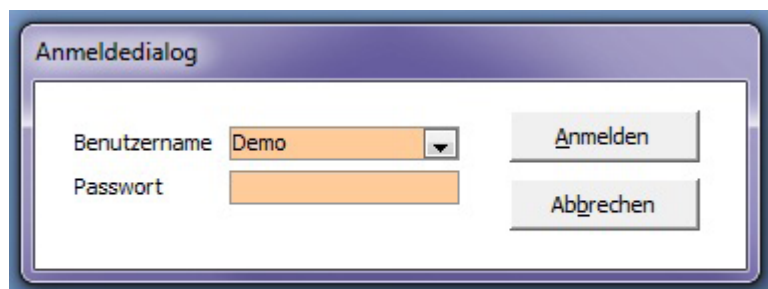 Anmeldedialog
Benutzername Demo
Anmelden
Passwort
Abbrechen